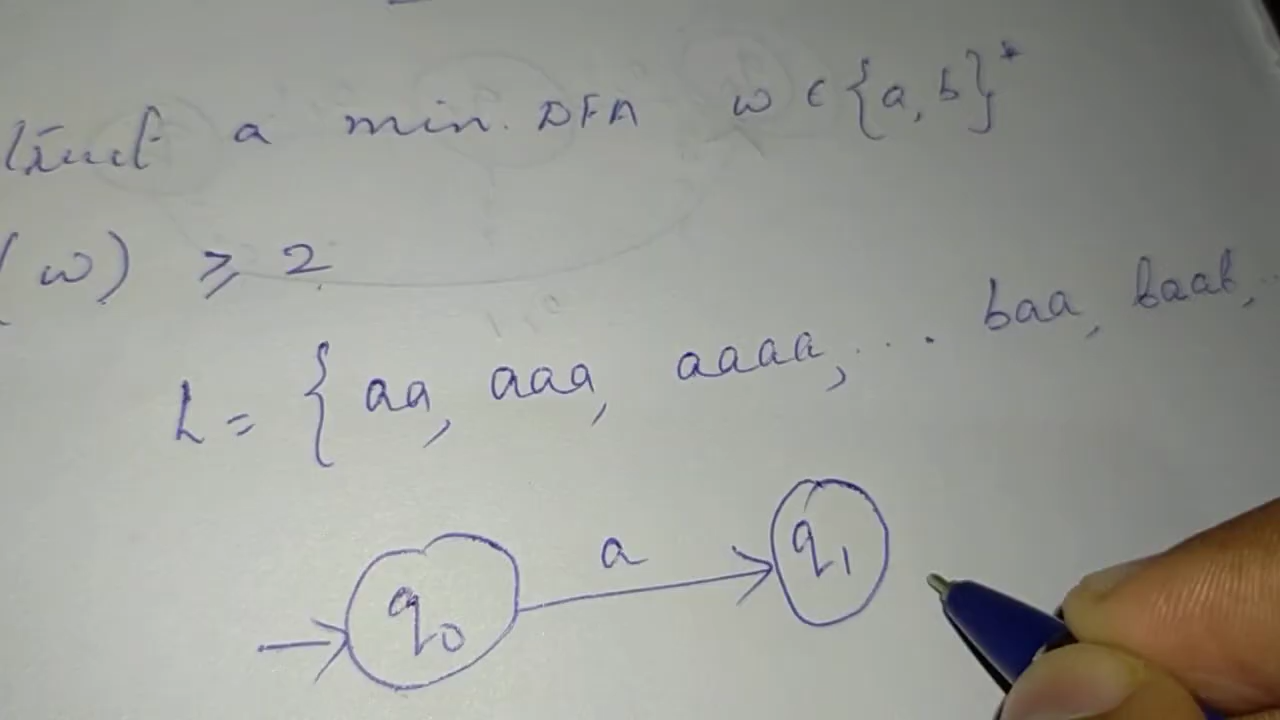 a min. DFA w ∈ {a, b}*
(w) ≥ 2
L = { aa, aaa, aaaa, ... baa, baab, ..
a
q0 q1